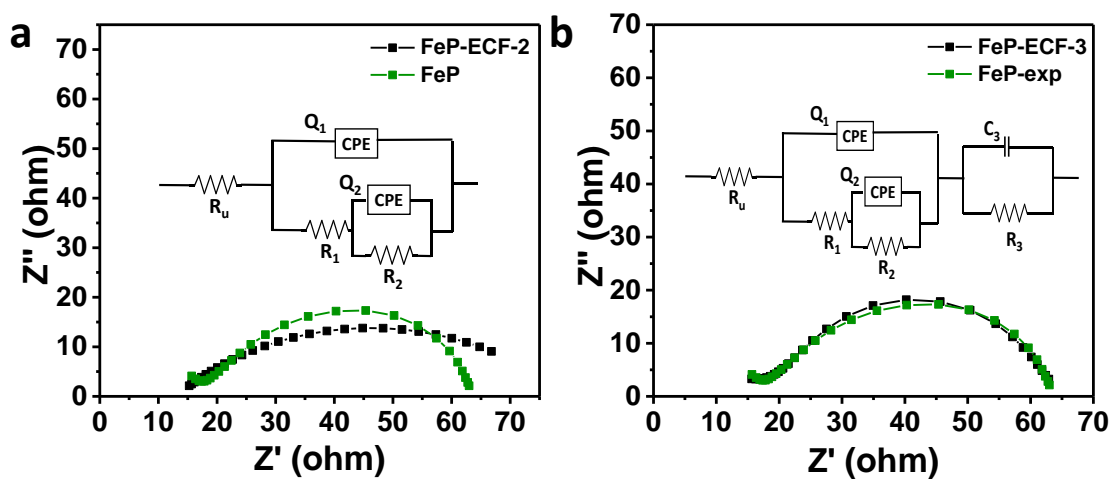 a
FeP-ECF-2
FeP
Q1
CPE
Q2
CPE
Ru
R1
R2
Z'' (ohm)
70
60
50
40
30
20
10
0
0 10 20 30 40 50 60 70
Z' (ohm)
b
FeP-ECF-3
FeP-exp
Q1
CPE
C3
Q2
CPE
Ru
R1
R2
R3
Z'' (ohm)
70
60
50
40
30
20
10
0
0 10 20 30 40 50 60 70
Z' (ohm)